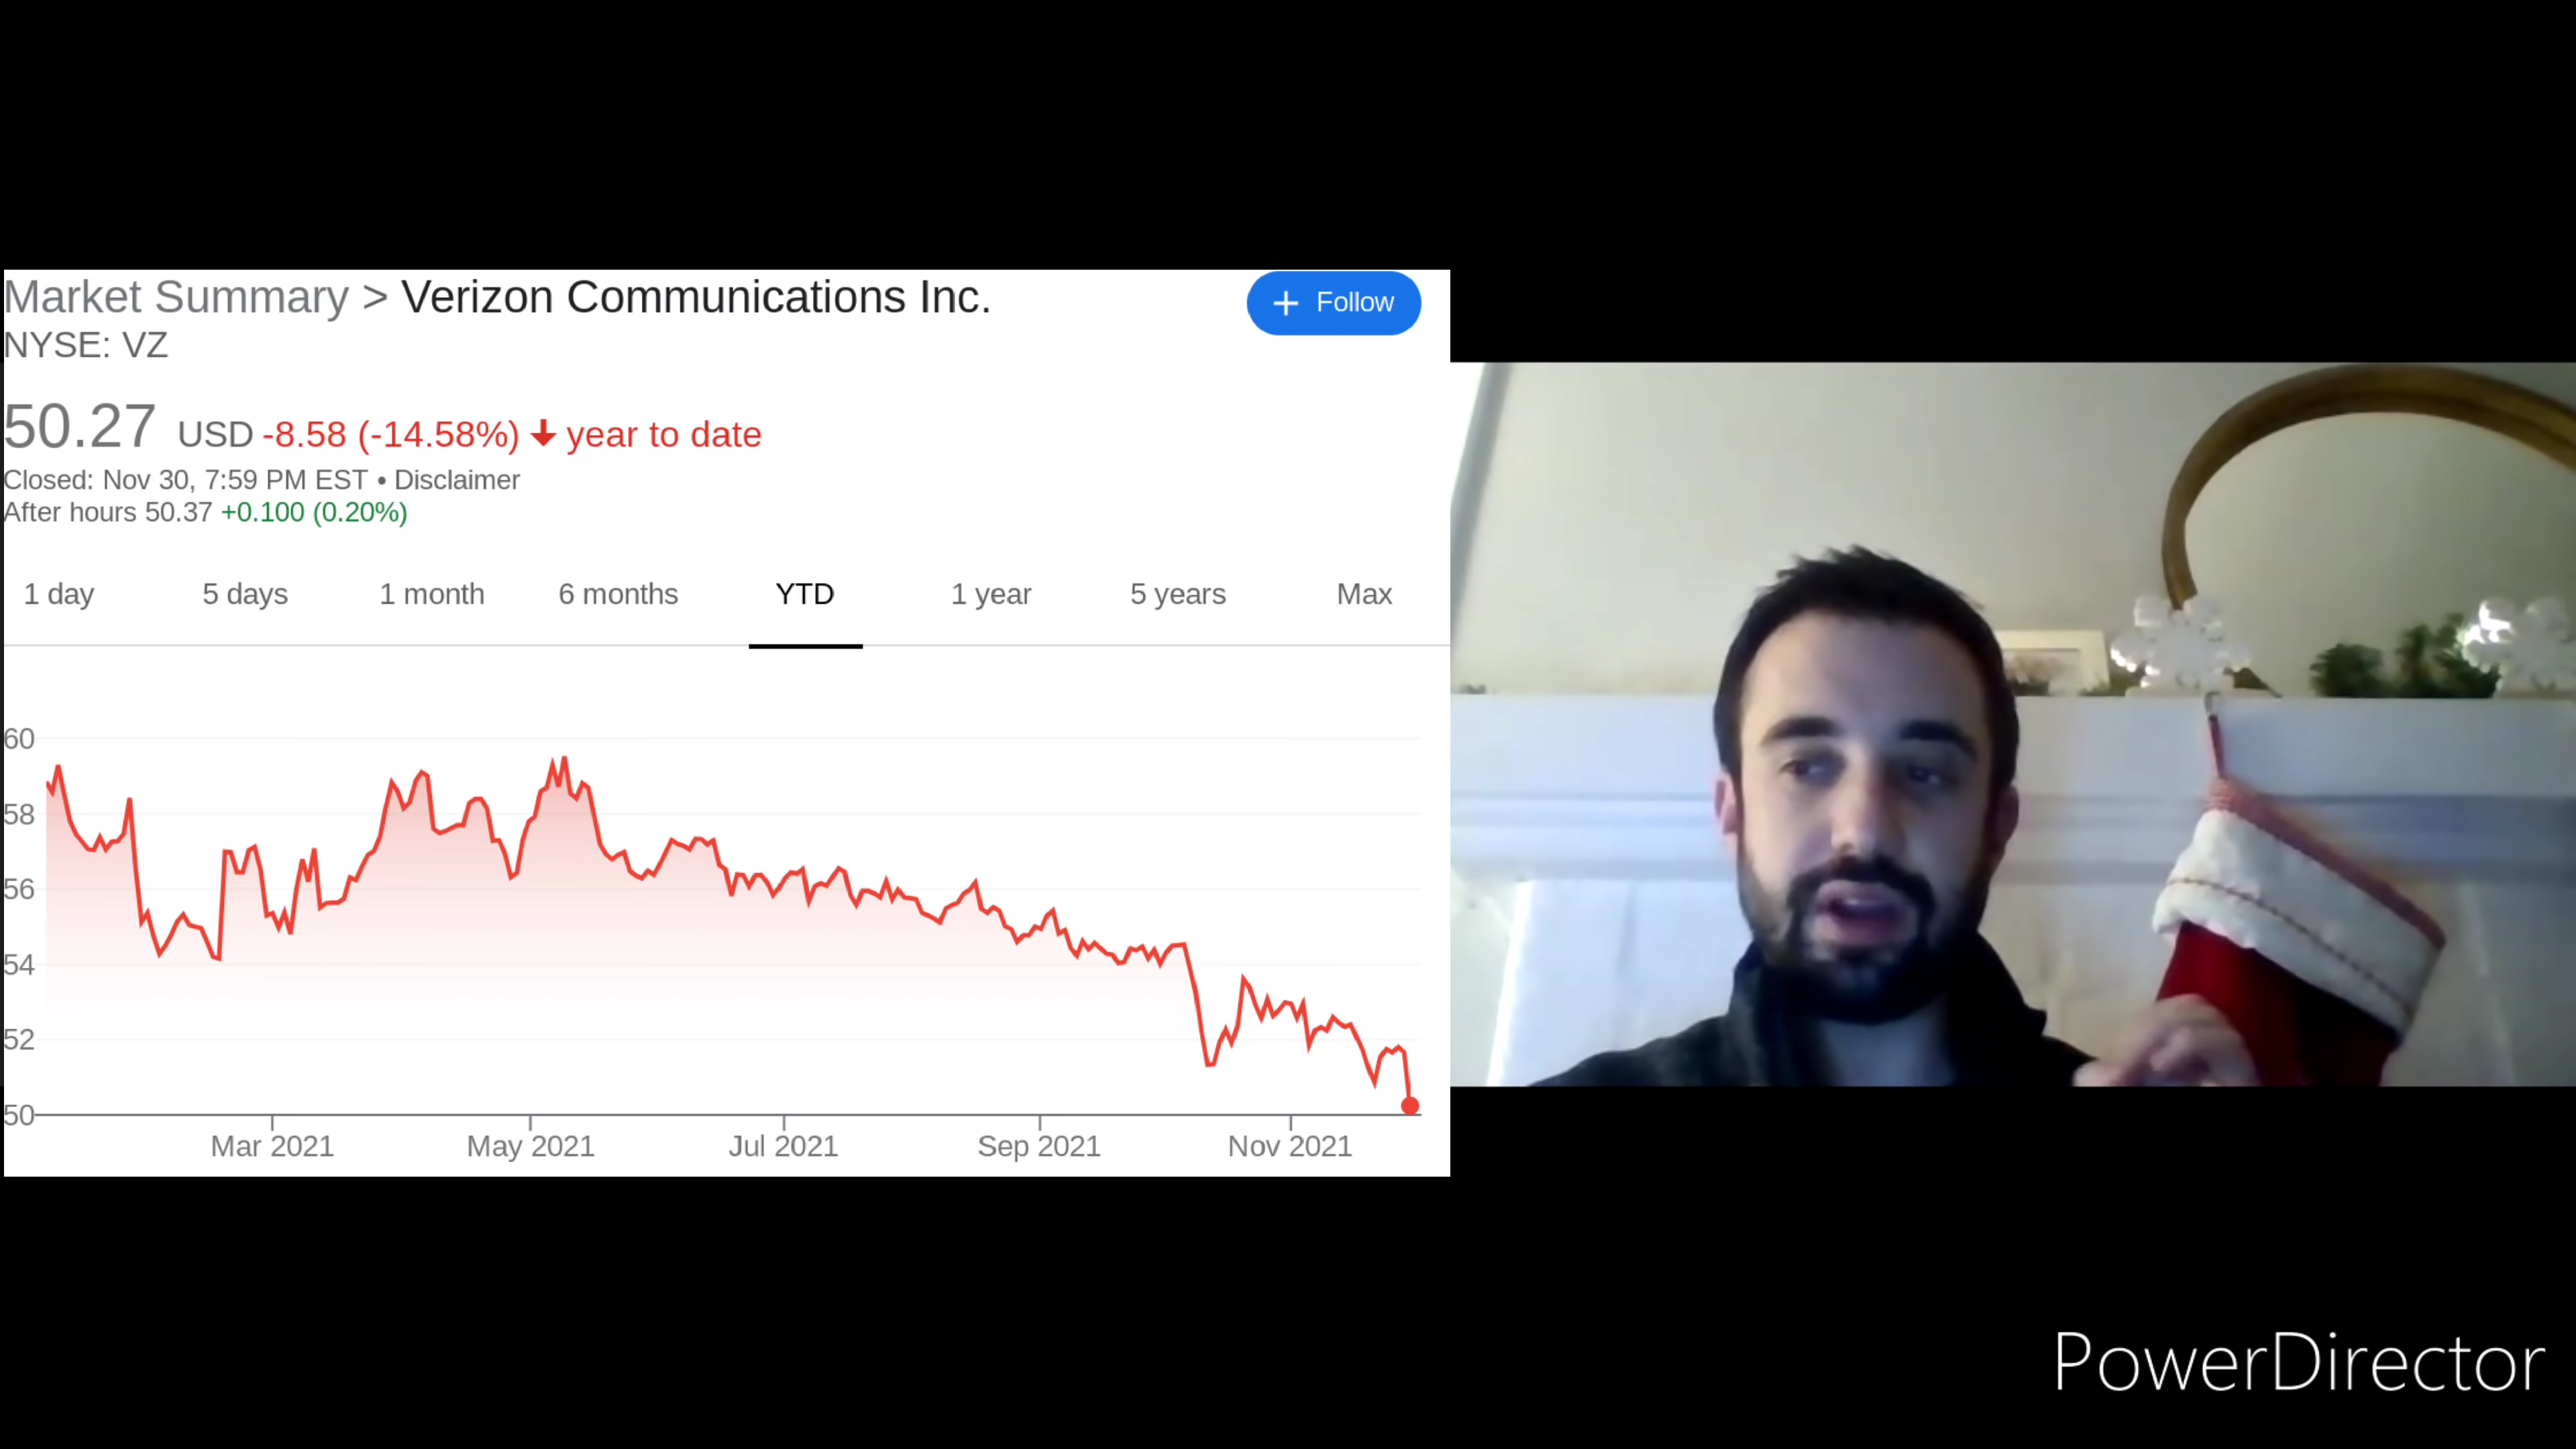 Market Summary > Verizon Communications Inc.
+ Follow
NYSE: VZ
50.27 USD -8.58 (-14.58%) ↓ year to date
Closed: Nov 30, 7:59 PM EST • Disclaimer
After hours 50.37 +0.100 (0.20%)
1 day 5 days 1 month 6 months YTD 1 year 5 years Max
60
58
56
54
52
50
Mar 2021 May 2021 Jul 2021 Sep 2021 Nov 2021
PowerDirector